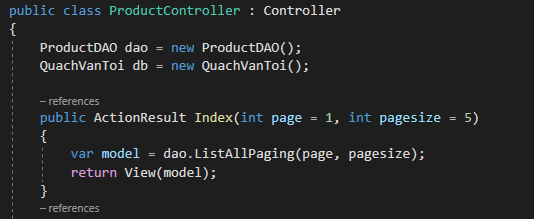 public class ProductController : Controller
{
ProductDAO dao = new ProductDAO();
QuachVanToi db = new QuachVanToi();
– references
public ActionResult Index(int page = 1, int pagesize = 5)
{
var model = dao.ListAllPaging(page, pagesize);
return View(model);
}
– references